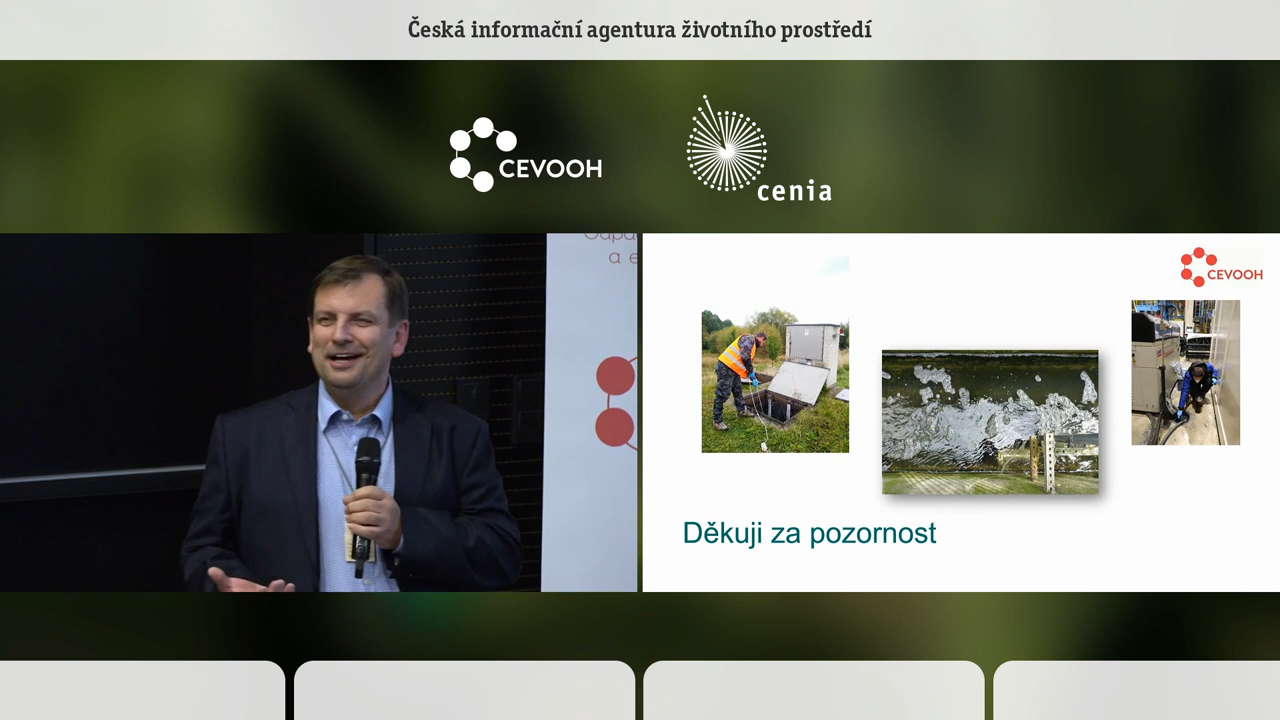 Česká informační agentura životního prostředí
CEVOOH
cenia
a e
CEVOOH
Děkuji za pozornost